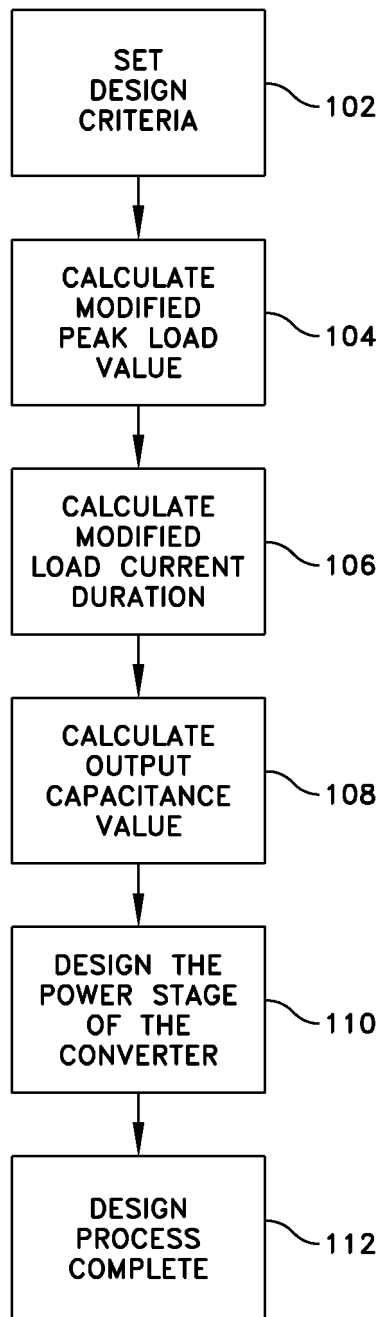 SET
DESIGN
CRITERIA
102
CALCULATE
MODIFIED
PEAK LOAD
VALUE
104
CALCULATE
MODIFIED
LOAD CURRENT
DURATION
106
CALCULATE
OUTPUT
CAPACITANCE
VALUE
108
DESIGN THE
POWER STAGE
OF THE
CONVERTER
110
DESIGN
PROCESS
COMPLETE
112